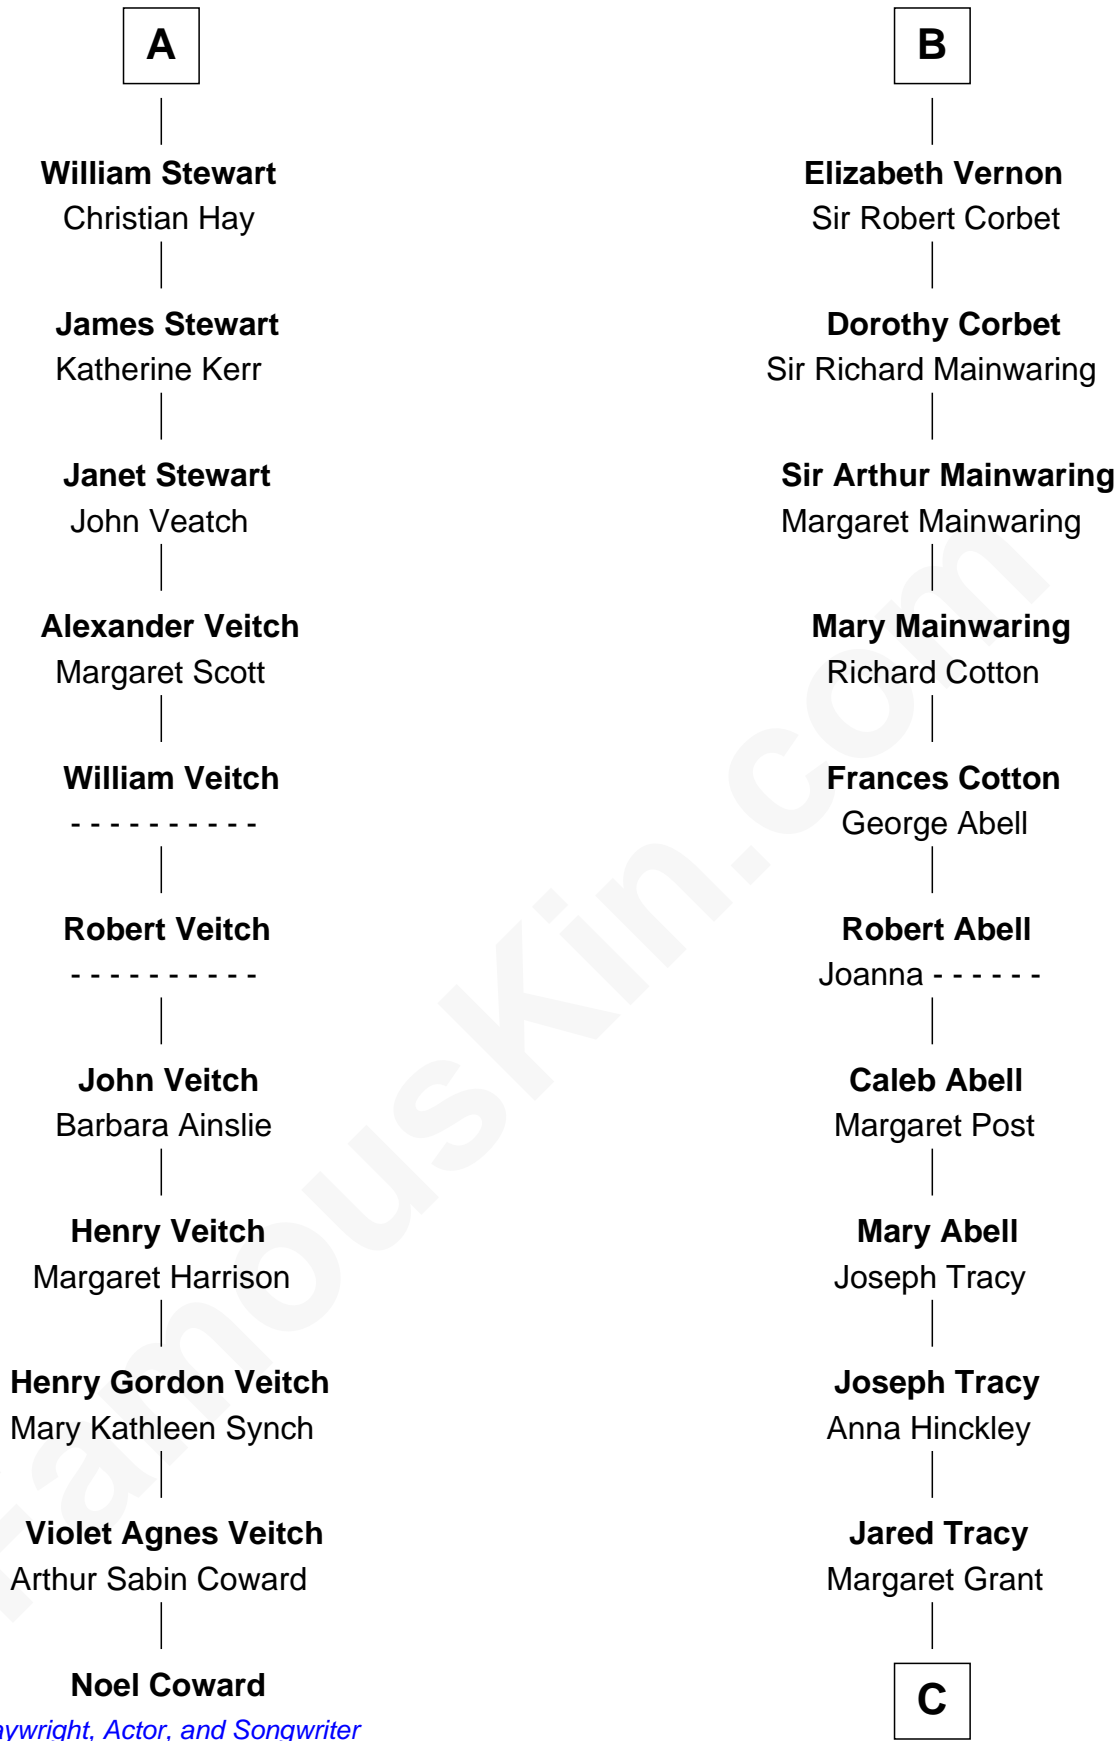 A
William Stewart
Christian Hay
James Stewart
Katherine Kerr
Janet Stewart
John Veatch
Alexander Veitch
Margaret Scott
William Veitch
- - - - - - - - - -
Robert Veitch
- - - - - - - - - -
John Veitch
Barbara Ainslie
Henry Veitch
Margaret Harrison
Henry Gordon Veitch
Mary Kathleen Synch
Violet Agnes Veitch
Arthur Sabin Coward
Noel Coward
aywright, Actor, and Songwriter
B
Elizabeth Vernon
Sir Robert Corbet
Dorothy Corbet
Sir Richard Mainwaring
Sir Arthur Mainwaring
Margaret Mainwaring
Mary Mainwaring
Richard Cotton
Frances Cotton
George Abell
Robert Abell
Joanna - - - - - -
Caleb Abell
Margaret Post
Mary Abell
Joseph Tracy
Joseph Tracy
Anna Hinckley
Jared Tracy
Margaret Grant
C
FamousKin.com